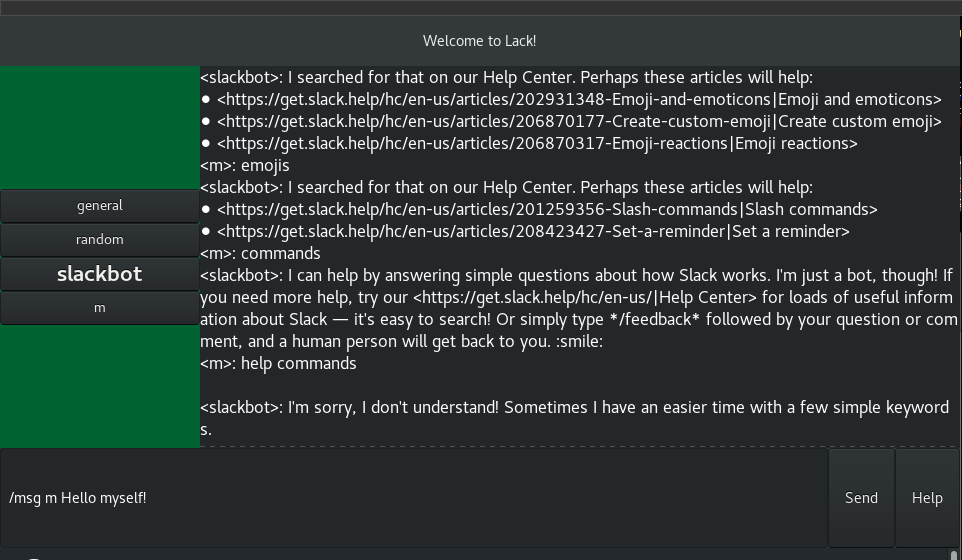 Welcome to Lack!
general
random
slackbot
m
<slackbot>: I searched for that on our Help Center. Perhaps these articles will help:
● <https://get.slack.help/hc/en-us/articles/202931348-Emoji-and-emoticons|Emoji and emoticons>
● <https://get.slack.help/hc/en-us/articles/206870177-Create-custom-emoji|Create custom emoji>
● <https://get.slack.help/hc/en-us/articles/206870317-Emoji-reactions|Emoji reactions>
<m>: emojis
<slackbot>: I searched for that on our Help Center. Perhaps these articles will help:
● <https://get.slack.help/hc/en-us/articles/201259356-Slash-commands|Slash commands>
● <https://get.slack.help/hc/en-us/articles/208423427-Set-a-reminder|Set a reminder>
<m>: commands
<slackbot>: I can help by answering simple questions about how Slack works. I'm just a bot, though! If
you need more help, try our <https://get.slack.help/hc/en-us/|Help Center> for loads of useful inform
ation about Slack — it's easy to search! Or simply type */feedback* followed by your question or com
ment, and a human person will get back to you. :smile:
<m>: help commands
<slackbot>: I'm sorry, I don't understand! Sometimes I have an easier time with a few simple keyword
s.
/msg m Hello myself!
Send
Help